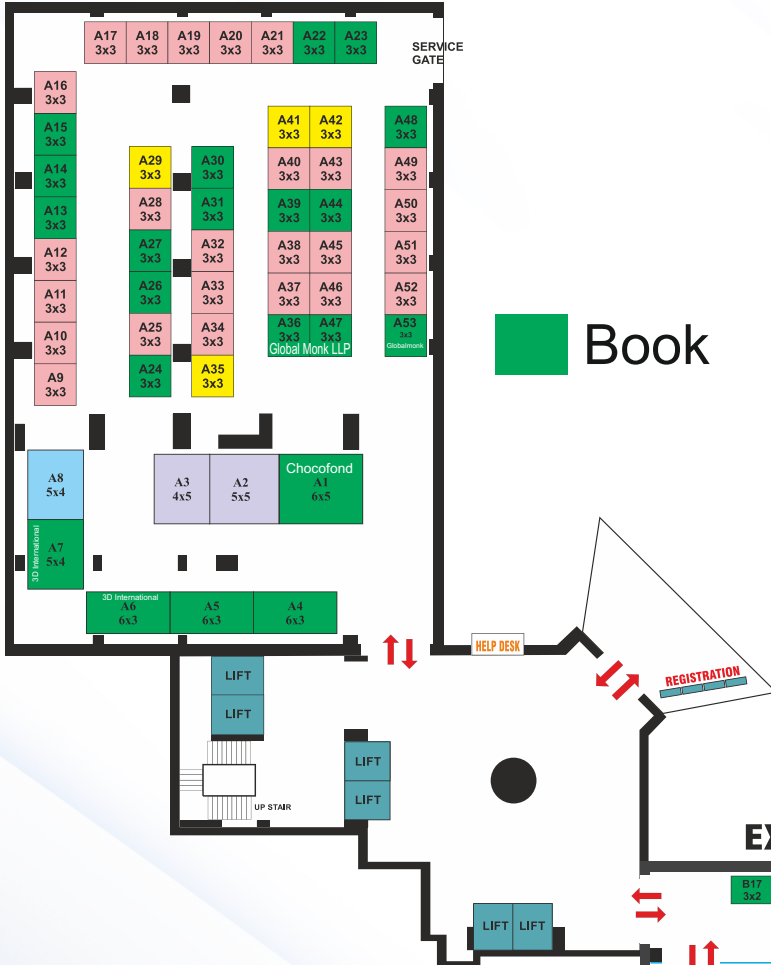 A17 A18 A19 A20 A21 A22 A23
3x3 3x3 3x3 3x3 3x3 3x3 3x3
SERVICE
GATE
A16
3x3
A15
3x3
A14
3x3
A13
3x3
A12
3x3
A11
3x3
A10
3x3
A9
3x3
A29
3x3
A28
3x3
A27
3x3
A26
3x3
A25
3x3
A24
3x3
A30
3x3
A31
3x3
A32
3x3
A33
3x3
A34
3x3
A35
3x3
A41 A42
3x3 3x3
A40 A43
3x3 3x3
A39 A44
3x3 3x3
A38 A45
3x3 3x3
A37 A46
3x3 3x3
A36 A47
3x3 3x3
Global Monk LLP
A48
3x3
A49
3x3
A50
3x3
A51
3x3
A52
3x3
A53
3x3
Globalmonk
Book
A8
5x4
3D International
A7
5x4
A3
4x5
A2
5x5
Chocofond
A1
6x5
3D International
A6
6x3
A5
6x3
A4
6x3
HELP DESK
REGISTRATION
LIFT
LIFT
LIFT
LIFT
UP STAIR
EX
B17
3x2
LIFT LIFT